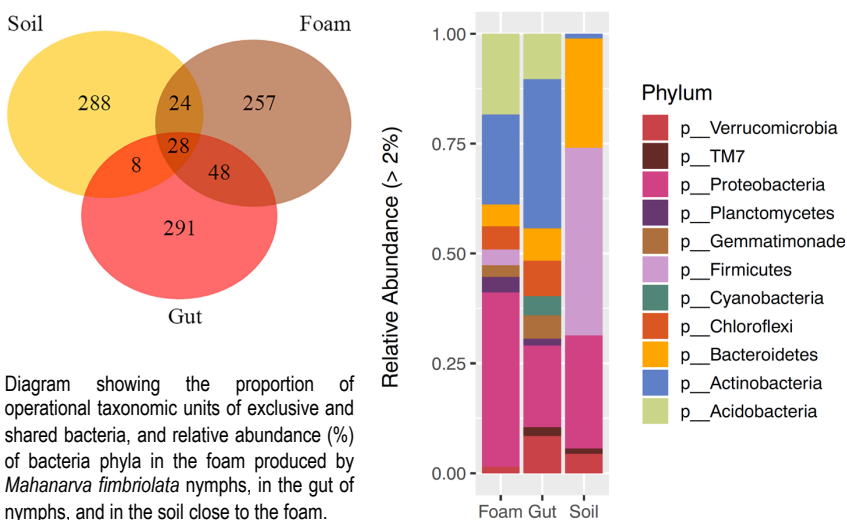 Soil
Foam
288
24
257
28
8
48
291
Gut
Diagram showing the proportion of
operational taxonomic units of exclusive and
shared bacteria, and relative abundance (%)
of bacteria phyla in the foam produced by
Mahanarva fimbriolata nymphs, in the gut of
nymphs, and in the soil close to the foam.
Relative Abundance (> 2%)
1.00
0.75
0.50
0.25
0.00
Foam Gut Soil
Phylum
p__Verrucomicrobia
p__TM7
p__Proteobacteria
p__Planctomycetes
p__Gemmatimonade
p__Firmicutes
p__Cyanobacteria
p__Chloroflexi
p__Bacteroidetes
p__Actinobacteria
p__Acidobacteria